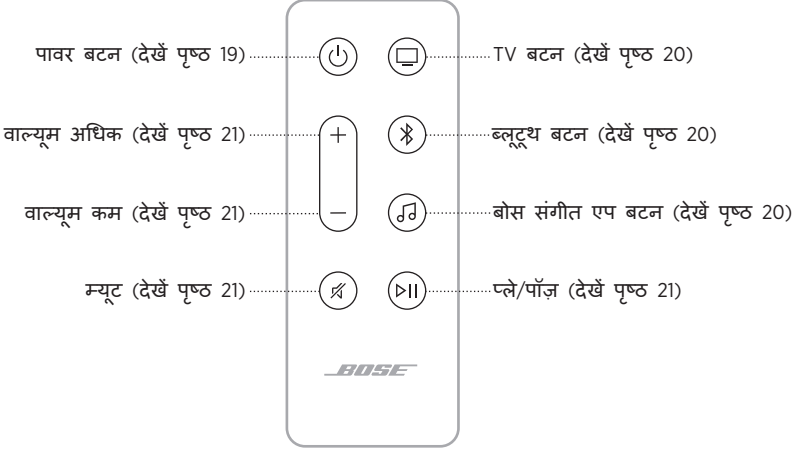 पावर बटन (देखें पृष्ठ 19)
TV बटन (देखें पृष्ठ 20)
वाल्यूम अधिक (देखें पृष्ठ 21)
ब्लूटूथ बटन (देखें पृष्ठ 20)
वाल्यूम कम (देखें पृष्ठ 21)
बोस संगीत एप बटन (देखें पृष्ठ 20)
म्यूट (देखें पृष्ठ 21)
प्ले/पॉज़ (देखें पृष्ठ 21)
BOSE